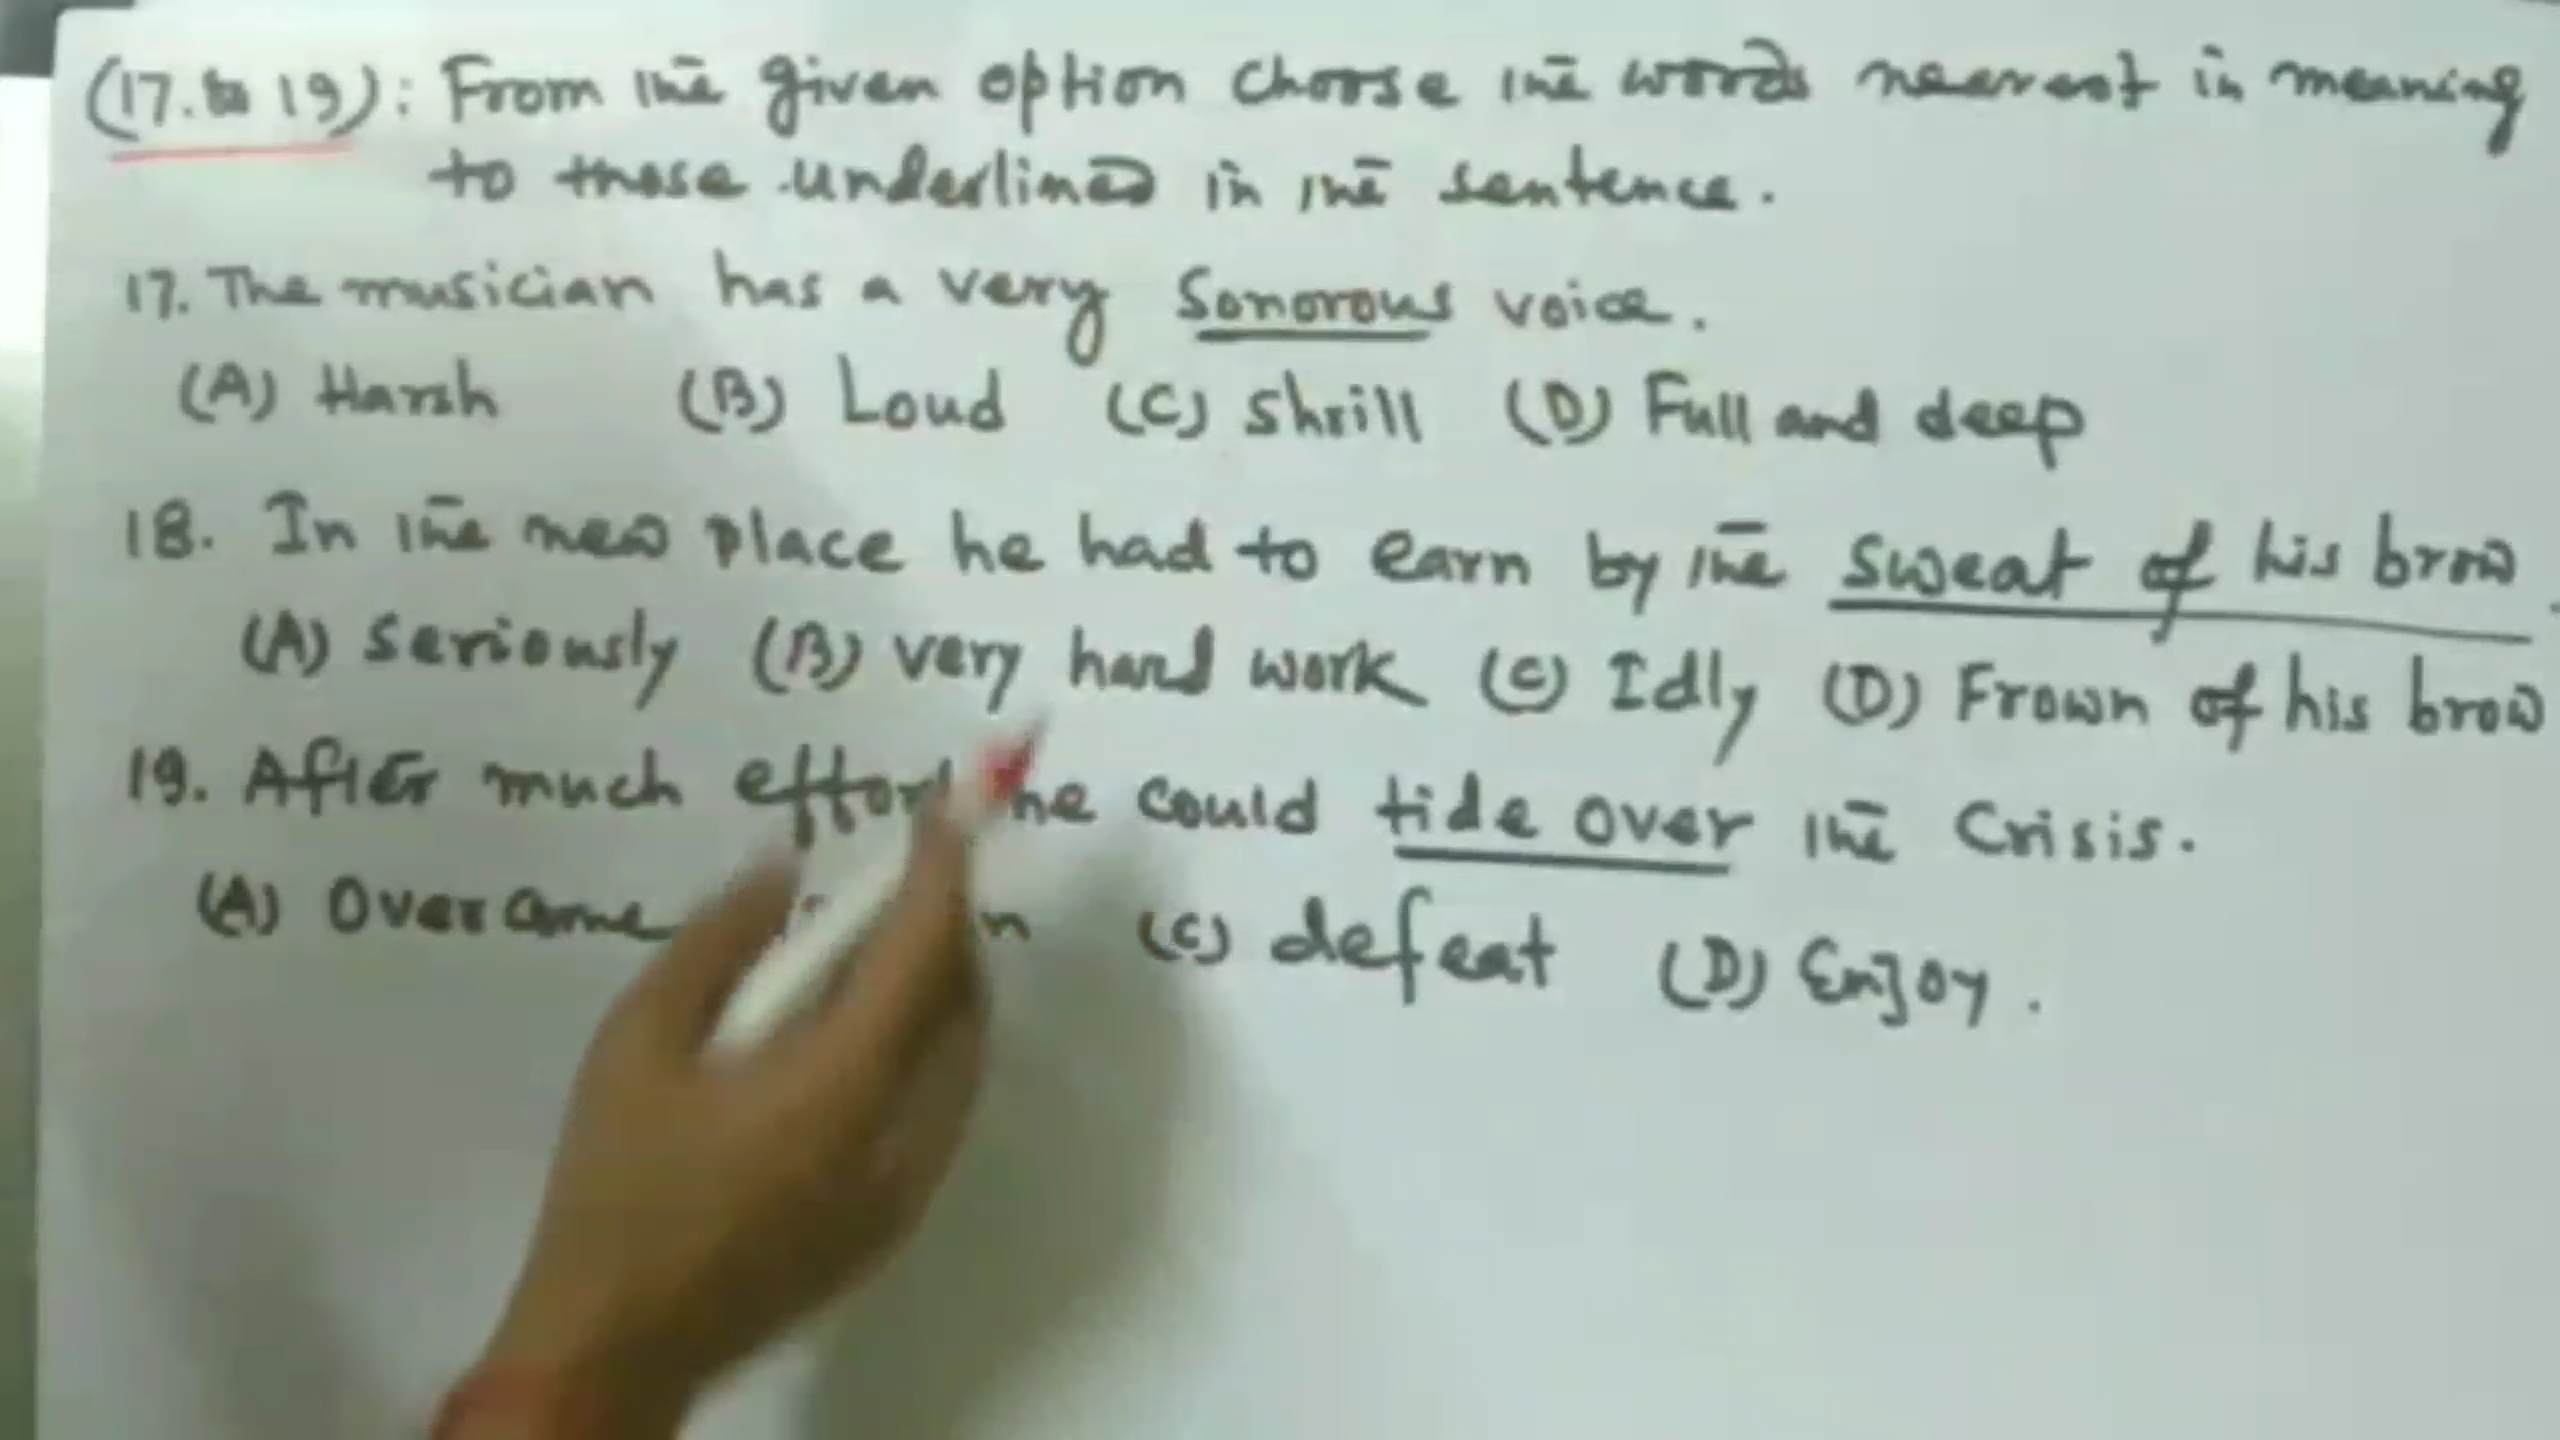 (17. to 19): From the given option choose the words nearest in meaning
to those underlined in the sentence.
17. The musician has a very Sonorous voice.
(A) Harsh (B) Loud (C) Shrill (D) Full and deep
18. In the new place he had to earn by the sweat of his brow.
(A) Seriously (B) very hard work (C) Idly (D) Frown of his brow
19. After much effort he could tide over the Crisis.
(A) Overcome (C) defeat (D) Enjoy.